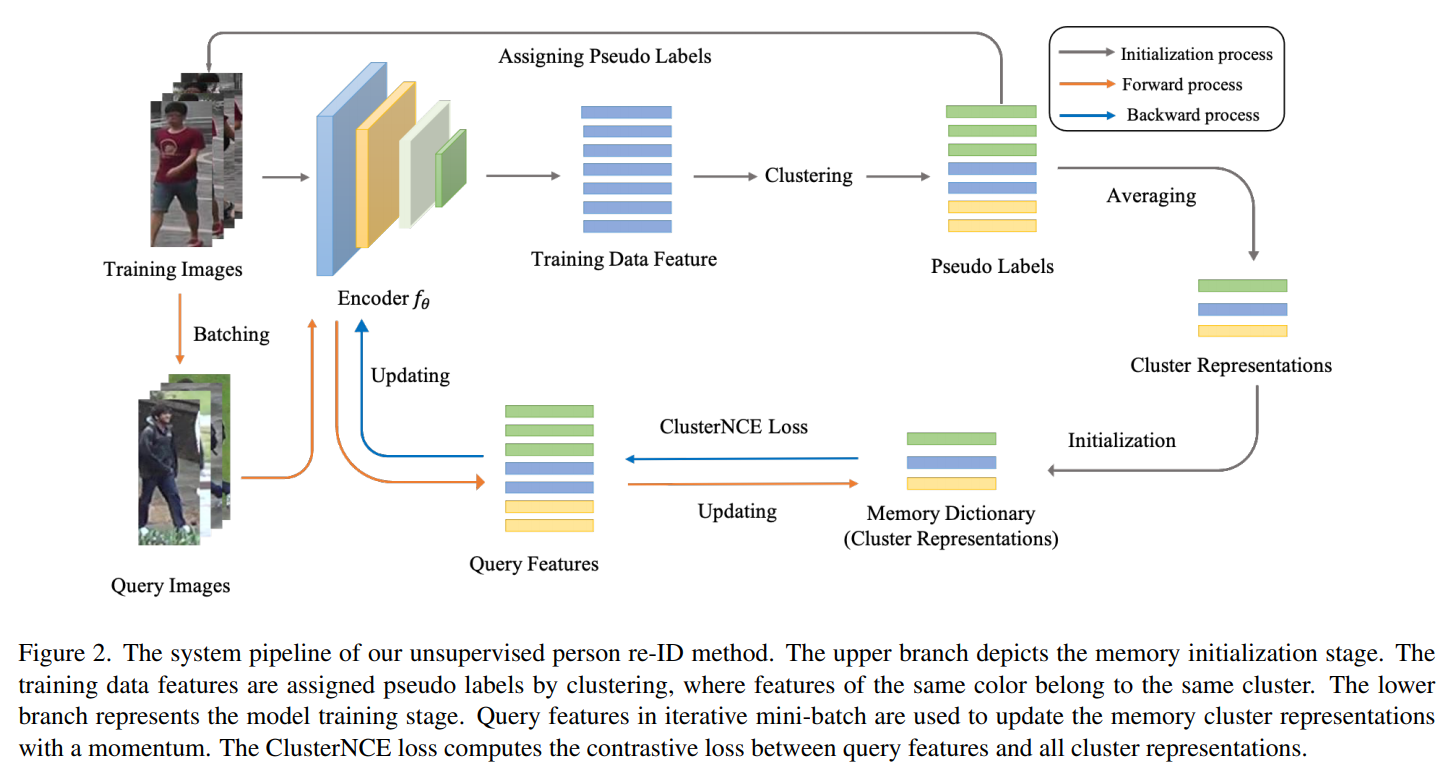 Assigning Pseudo Labels
Initialization process
Forward process
Backward process
Clustering
Averaging
Training Images
Training Data Feature
Pseudo Labels
Encoder fθ
Batching
Updating
Cluster Representations
ClusterNCE Loss
Initialization
Updating
Memory Dictionary
(Cluster Representations)
Query Features
Query Images
Figure 2. The system pipeline of our unsupervised person re-ID method. The upper branch depicts the memory initialization stage. The
training data features are assigned pseudo labels by clustering, where features of the same color belong to the same cluster. The lower
branch represents the model training stage. Query features in iterative mini-batch are used to update the memory cluster representations
with a momentum. The ClusterNCE loss computes the contrastive loss between query features and all cluster representations.